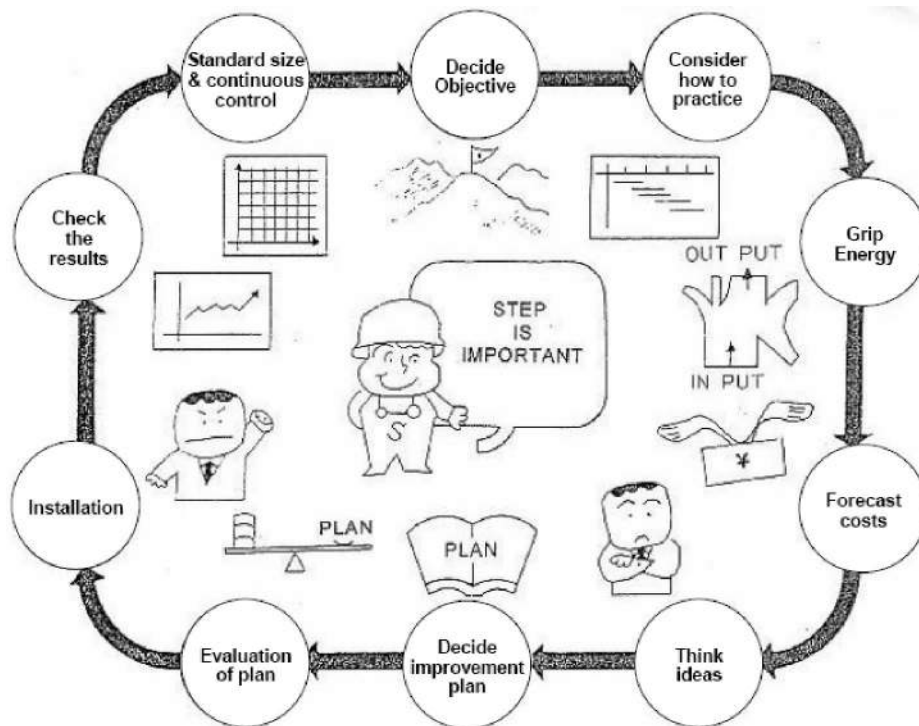 Standard size
& continuous
control
Decide
Objective
Consider
how to
practice
Check
the
results
Grip
Energy
OUT PUT
IN PUT
STEP
IS
IMPORTANT
S
¥
Installation
Forecast
costs
PLAN
PLAN
Evaluation
of plan
Decide
improvement
plan
Think
ideas